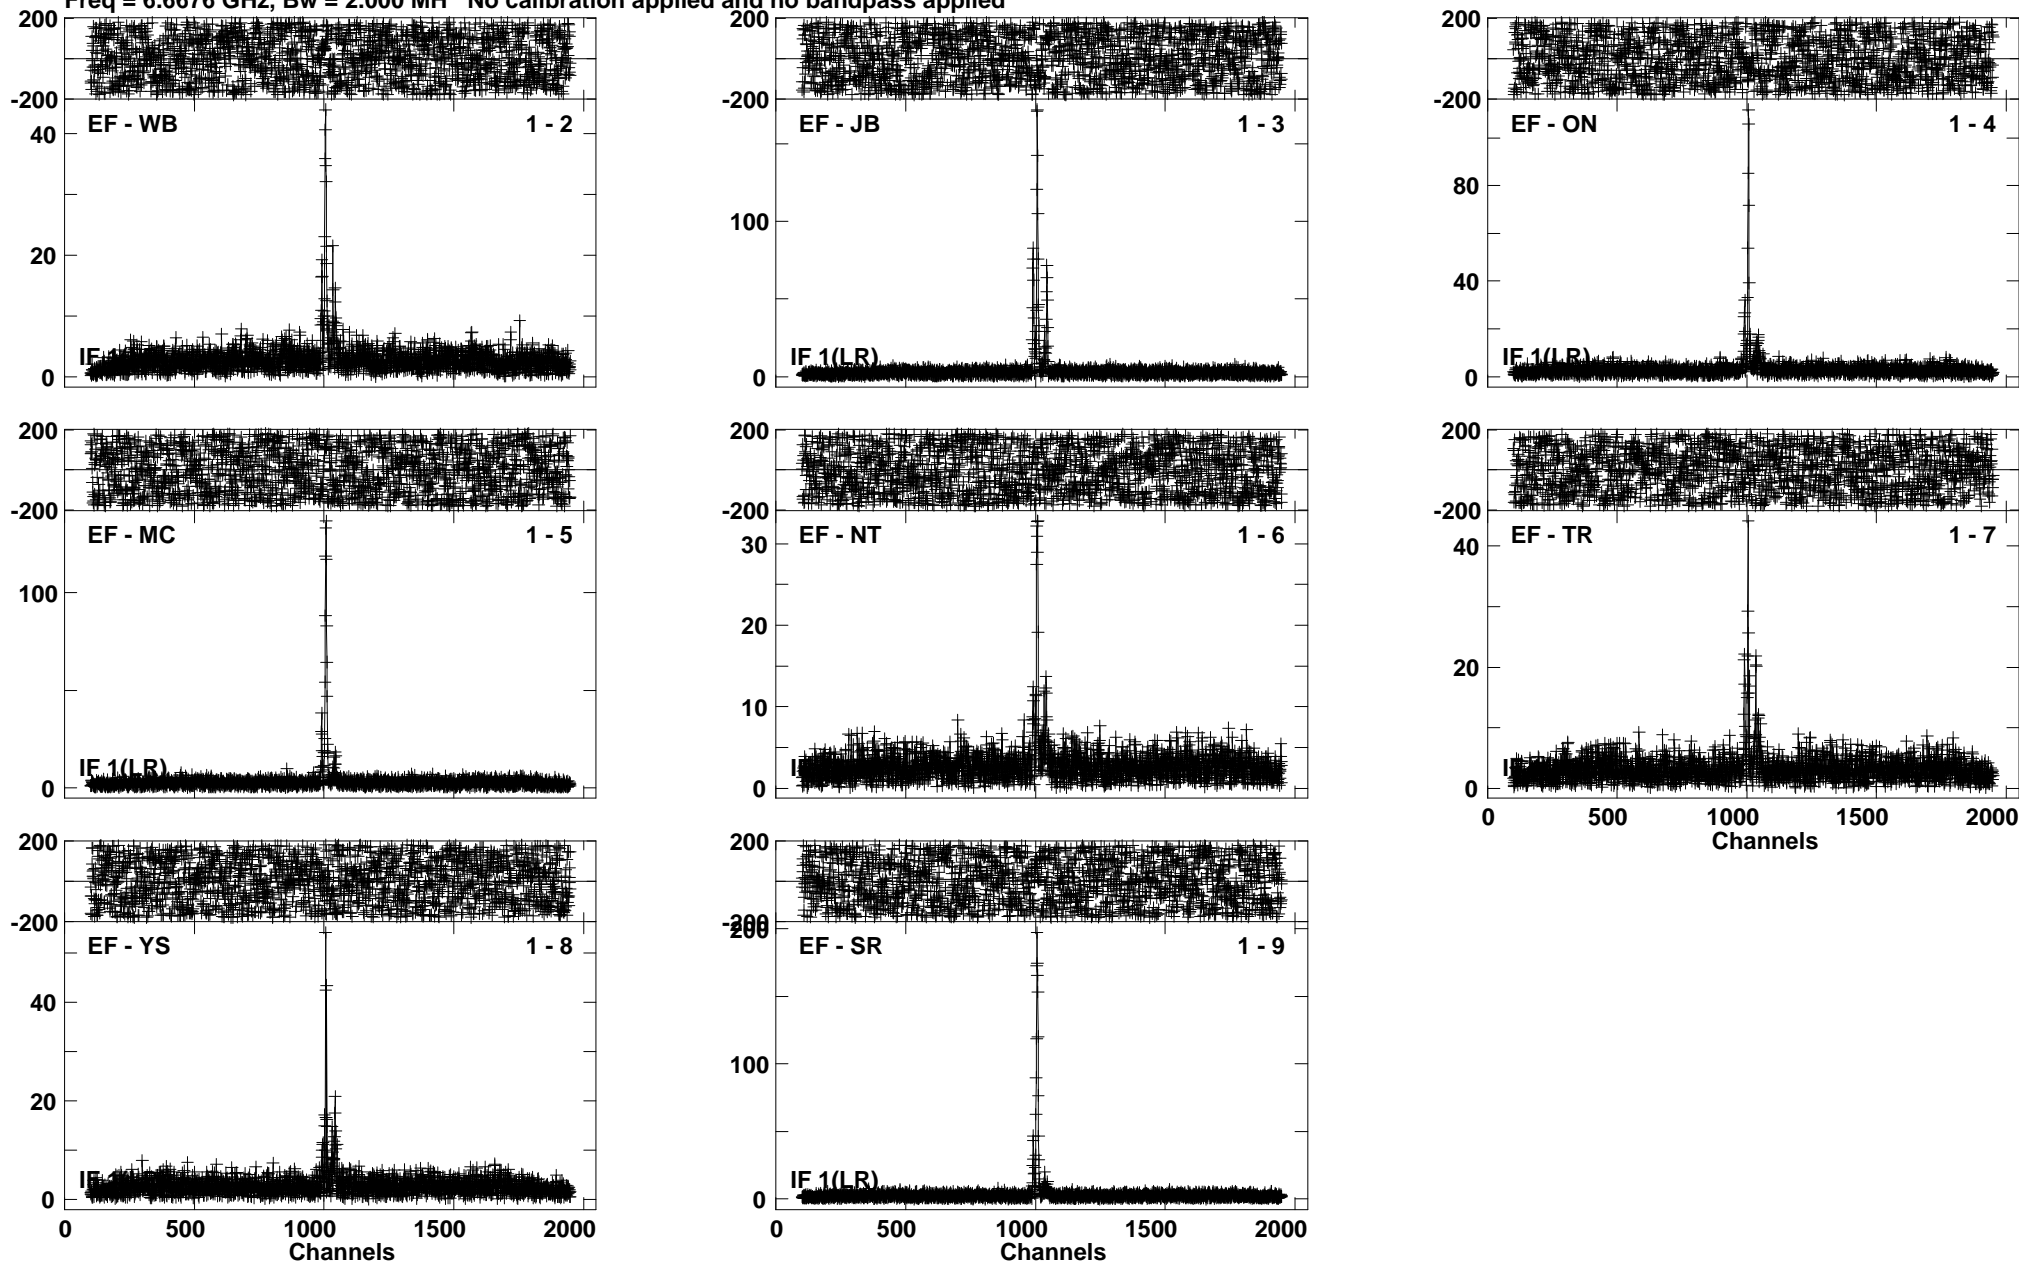 Freq = 6.6676 GHz, Bw = 2.000 MH No calibration applied and no bandpass applied
200
-200
EF - WB 1 - 2
40
20
0
IF 1
EF - JB 1 - 3
100
0
IF 1(LR)
200
-200
EF - ON 1 - 4
80
40
0
IF 1(LR)
200
-200
EF - MC 1 - 5
100
0
IF 1(LR)
200
-200
EF - NT 1 - 6
30
20
10
0
200
-200
EF - TR 1 - 7
40
20
0
0 500 1000 1500 2000
Channels
200
-200
EF - YS 1 - 8
40
20
0
0 500 1000 1500 2000
Channels
200
-200
200
EF - SR 1 - 9
100
0
IF 1(LR)
0 500 1000 1500 2000
Channels